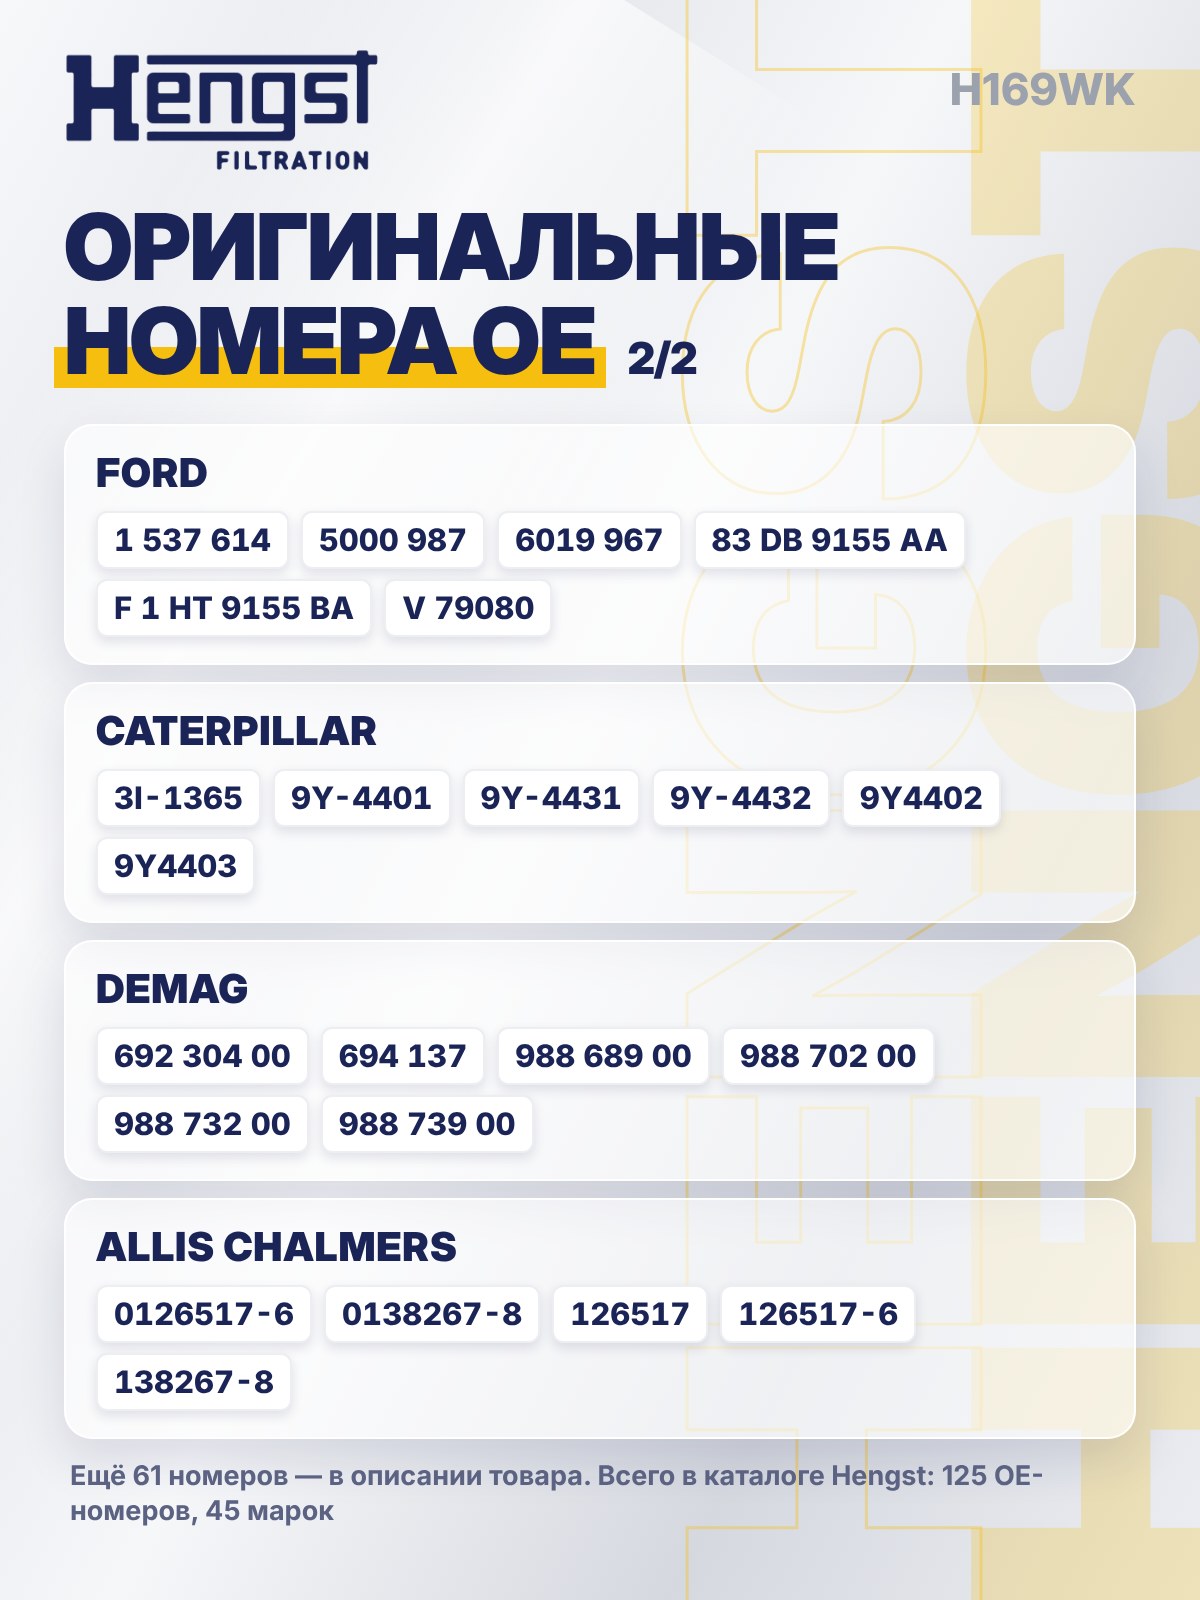 Hengst
FILTRATION
H169WK
ОРИГИНАЛЬНЫЕ
НОМЕРА OE 2/2
FORD
1 537 614 5000 987 6019 967 83 DB 9155 AA
F 1 HT 9155 BA V 79080
CATERPILLAR
3I-1365 9Y-4401 9Y-4431 9Y-4432 9Y4402
9Y4403
DEMAG
692 304 00 694 137 988 689 00 988 702 00
988 732 00 988 739 00
ALLIS CHALMERS
0126517-6 0138267-8 126517 126517-6
138267-8
Ещё 61 номеров — в описании товара. Всего в каталоге Hengst: 125 OE-
номеров, 45 марок
HENGST
HENGST